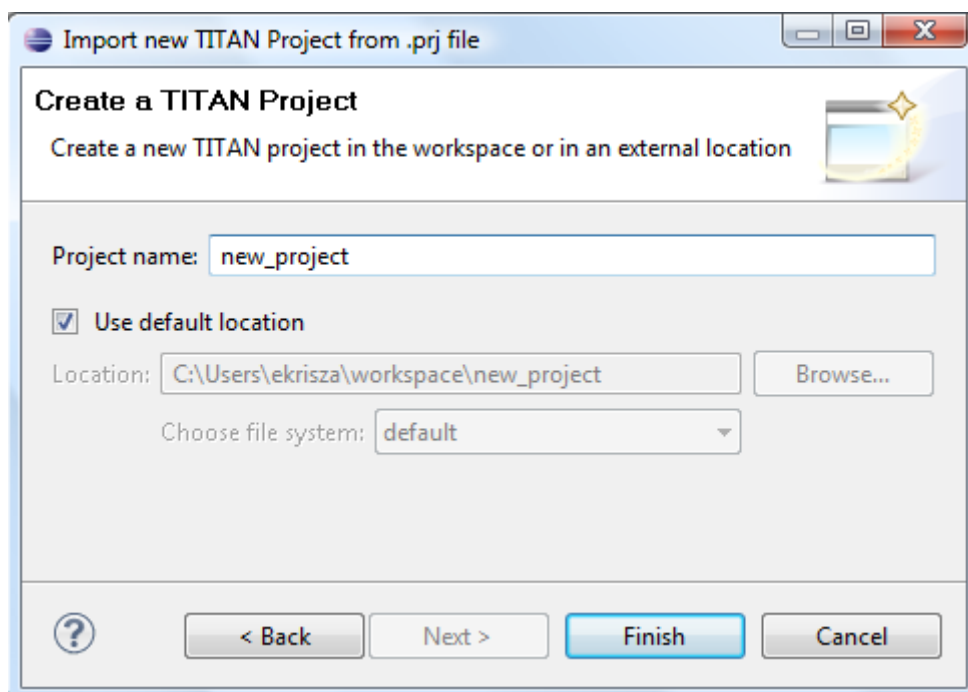 Import new TITAN Project from .prj file
Create a TITAN Project
Create a new TITAN project in the workspace or in an external location
Project name: new_project
Use default location
Location: C:\Users\ekrisza\workspace\new_project Browse...
Choose file system: default
? < Back Next > Finish Cancel